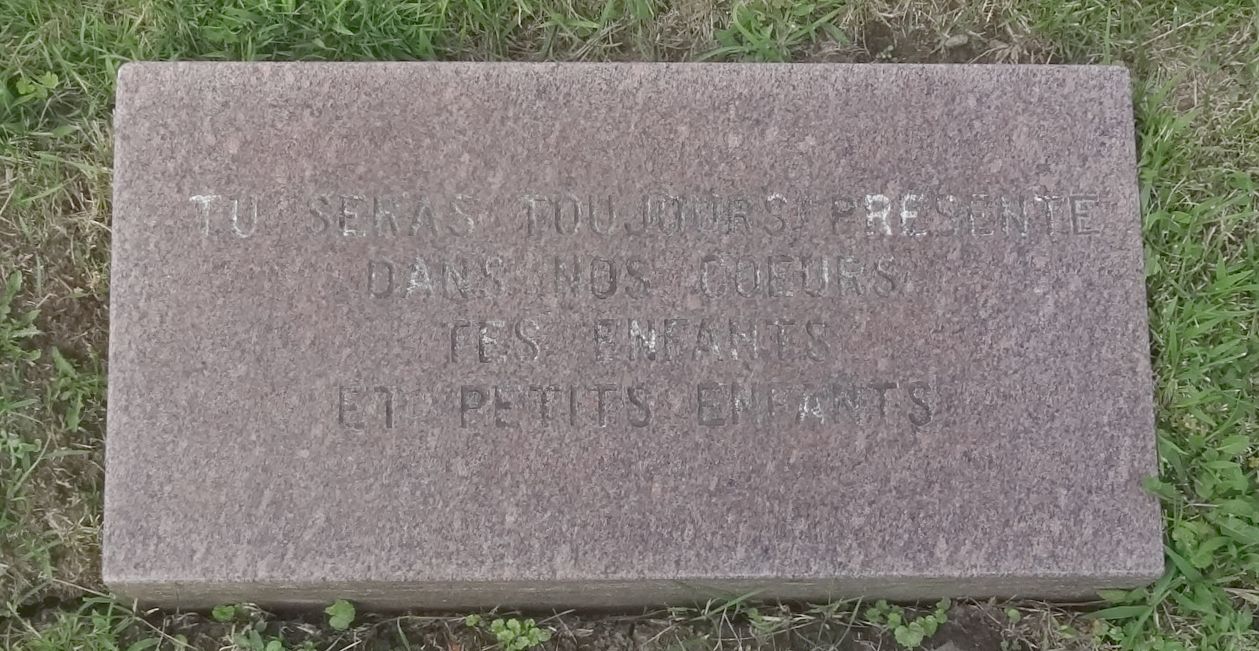 TU SERAS TOUJOURS PRESENTE
DANS NOS COEURS
TES ENFANTS
ET PETITS ENFANTS